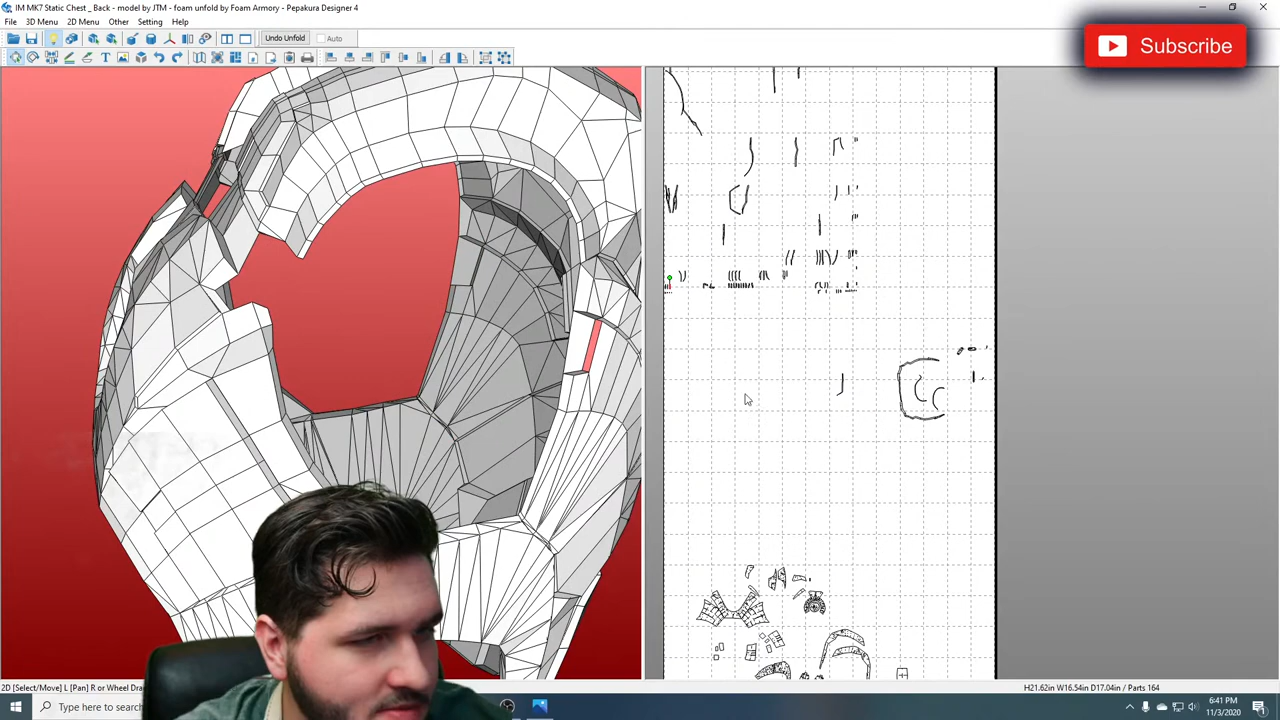 IM MK7 Static Chest _ Back - model by JTM - foam unfold by Foam Armory - Pepakura Designer 4
File 3D Menu 2D Menu Other Setting Help
Undo Unfold Auto
Subscribe
2D [Select/Move] L [Pan] R or Wheel Dra
H21.62in W16.54in D17.04in / Parts 164
Type here to search
6:41 PM
11/3/2020
1